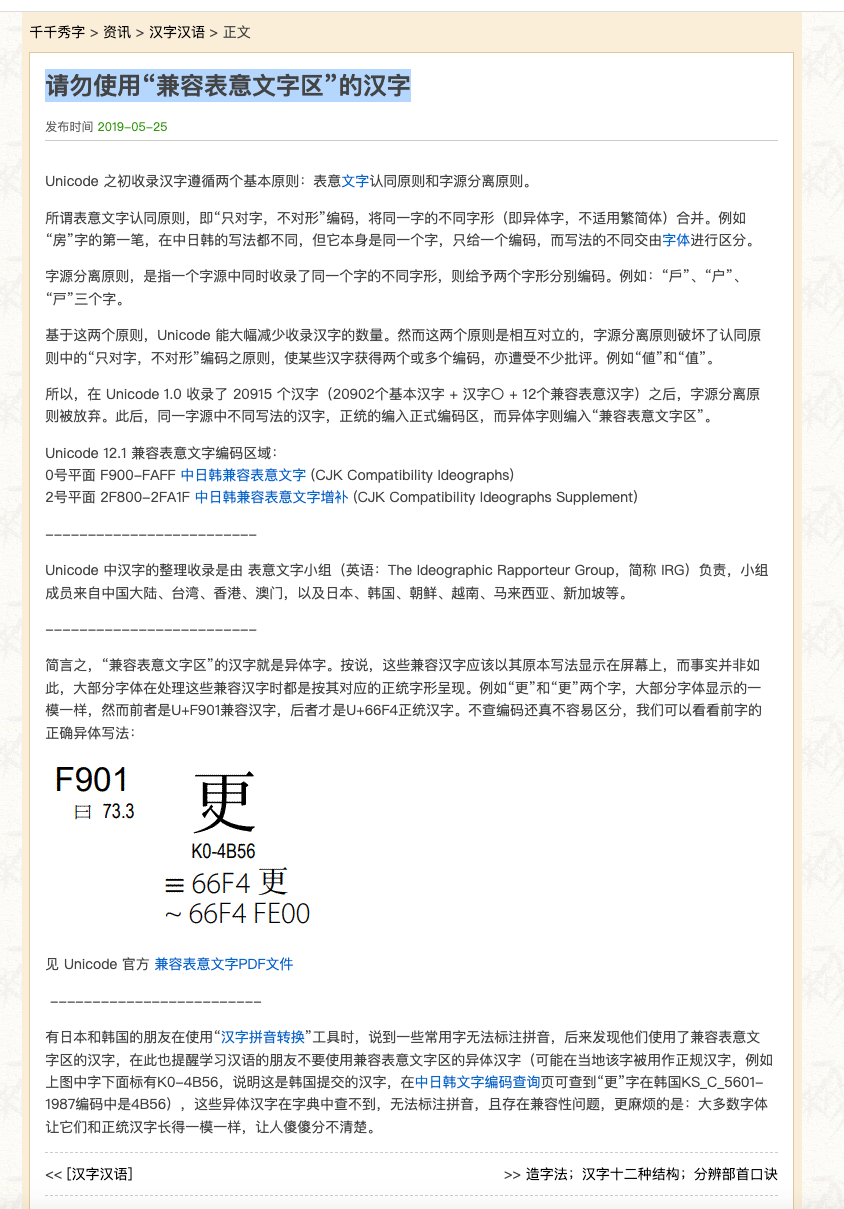 千千秀字 > 资讯 > 汉字汉语 > 正文
请勿使用“兼容表意文字区”的汉字
发布时间 2019-05-25
Unicode 之初收录汉字遵循两个基本原则：表意文字认同原则和字源分离原则。
所谓表意文字认同原则，即“只对字，不对形”编码，将同一字的不同字形（即异体字，不适用繁简体）合并。例如
“房”字的第一笔，在中日韩的写法都不同，但它本身是同一个字，只给一个编码，而写法的不同交由字体进行区分。
字源分离原则，是指一个字源中同时收录了同一个字的不同字形，则给予两个字形分别编码。例如：“戶”、“户”、
“戸”三个字。
基于这两个原则，Unicode 能大幅减少收录汉字的数量。然而这两个原则是相互对立的，字源分离原则破坏了认同原
则中的“只对字，不对形”编码之原则，使某些汉字获得两个或多个编码，亦遭受不少批评。例如“値”和“值”。
所以，在 Unicode 1.0 收录了 20915 个汉字（20902个基本汉字 + 汉字〇 + 12个兼容表意汉字）之后，字源分离原
则被放弃。此后，同一字源中不同写法的汉字，正统的编入正式编码区，而异体字则编入“兼容表意文字区”。
Unicode 12.1 兼容表意文字编码区域：
0号平面 F900-FAFF 中日韩兼容表意文字 (CJK Compatibility Ideographs)
2号平面 2F800-2FA1F 中日韩兼容表意文字增补 (CJK Compatibility Ideographs Supplement)
-------------------------
Unicode 中汉字的整理收录是由 表意文字小组（英语：The Ideographic Rapporteur Group，简称 IRG）负责，小组
成员来自中国大陆、台湾、香港、澳门，以及日本、韩国、朝鲜、越南、马来西亚、新加坡等。
-------------------------
简言之，“兼容表意文字区”的汉字就是异体字。按说，这些兼容汉字应该以其原本写法显示在屏幕上，而事实并非如
此，大部分字体在处理这些兼容汉字时都是按其对应的正统字形呈现。例如“更”和“更”两个字，大部分字体显示的一
模一样，然而前者是U+F901兼容汉字，后者才是U+66F4正统汉字。不查编码还真不容易区分，我们可以看看前字的
正确异体写法：
F901 更
曰 73.3
K0-4B56
≡ 66F4 更
~ 66F4 FE00
见 Unicode 官方 兼容表意文字PDF文件
-------------------------
有日本和韩国的朋友在使用“汉字拼音转换”工具时，说到一些常用字无法标注拼音，后来发现他们使用了兼容表意文
字区的汉字，在此也提醒学习汉语的朋友不要使用兼容表意文字区的异体汉字（可能在当地该字被用作正规汉字，例如
上图中字下面标有K0-4B56，说明这是韩国提交的汉字，在中日韩文字编码查询页可查到“更”字在韩国KS_C_5601-
1987编码中是4B56），这些异体汉字在字典中查不到，无法标注拼音，且存在兼容性问题，更麻烦的是：大多数字体
让它们和正统汉字长得一模一样，让人傻傻分不清楚。
<< [汉字汉语] >> 造字法；汉字十二种结构；分辨部首口诀